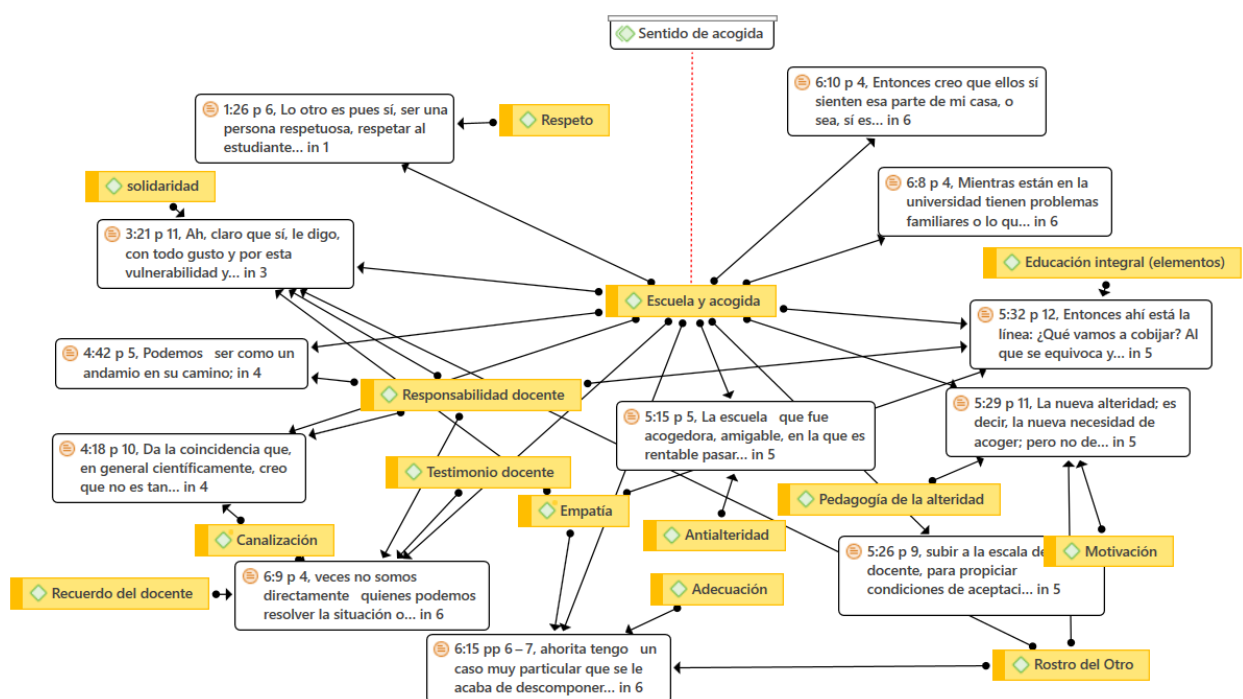 Sentido de acogida
6:10 p 4, Entonces creo que ellos sí
sienten esa parte de mi casa, o
sea, sí es... in 6
1:26 p 6, Lo otro es pues sí, ser una
persona respetuosa, respetar al
estudiante... in 1
Respeto
solidaridad
6:8 p 4, Mientras están en la
universidad tienen problemas
familiares o lo qu... in 6
3:21 p 11, Ah, claro que sí, le digo,
con todo gusto y por esta
vulnerabilidad y... in 3
Educación integral (elementos)
Escuela y acogida
5:32 p 12, Entonces ahí está la
línea: ¿Qué vamos a cobijar? Al
que se equivoca y... in 5
4:42 p 5, Podemos ser como un
andamio en su camino; in 4
Responsabilidad docente
5:15 p 5, La escuela que fue
acogedora, amigable, en la que es
rentable pasar... in 5
5:29 p 11, La nueva alteridad; es
decir, la nueva necesidad de
acoger; pero no de... in 5
4:18 p 10, Da la coincidencia que,
en general científicamente, creo
que no es tan... in 4
Testimonio docente
Pedagogía de la alteridad
Empatía
Antialteridad
Canalización
5:26 p 9, subir a la escala de
docente, para propiciar
condiciones de aceptaci... in 5
Motivación
Recuerdo del docente
6:9 p 4, veces no somos
directamente quienes podemos
resolver la situación o... in 6
Adecuación
6:15 pp 6 – 7, ahorita tengo un
caso muy particular que se le
acaba de descomponer... in 6
Rostro del Otro